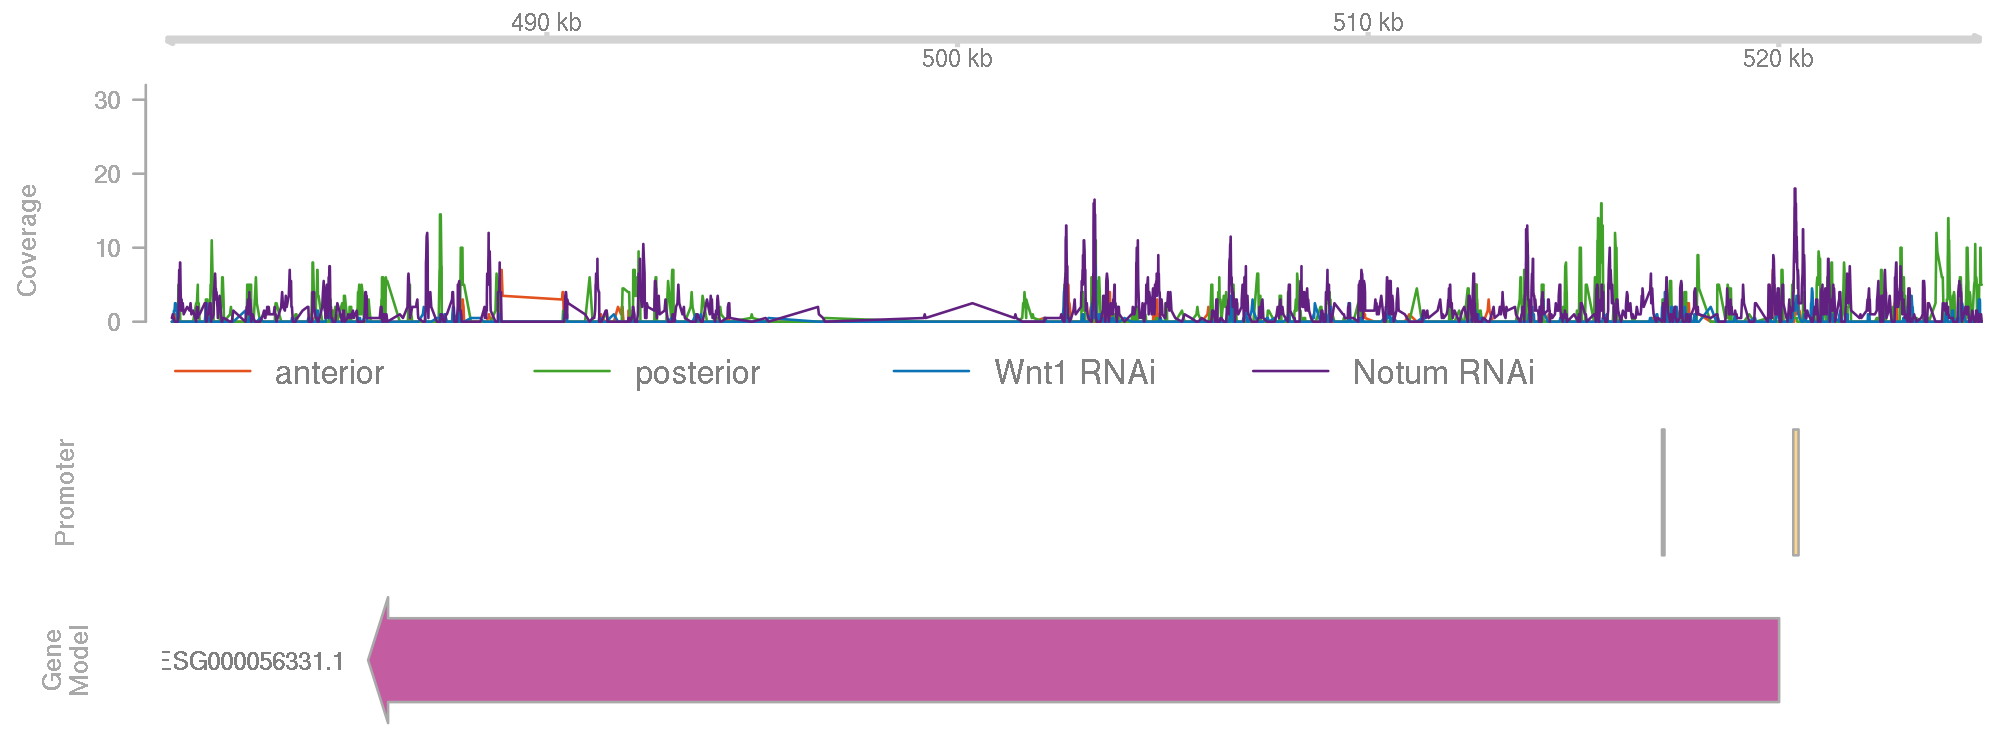 490 kb
510 kb
500 kb
520 kb
Coverage
30
20
10
0
anterior
posterior
Wnt1 RNAi
Notum RNAi
Promoter
Gene
Model
ESG000056331.1